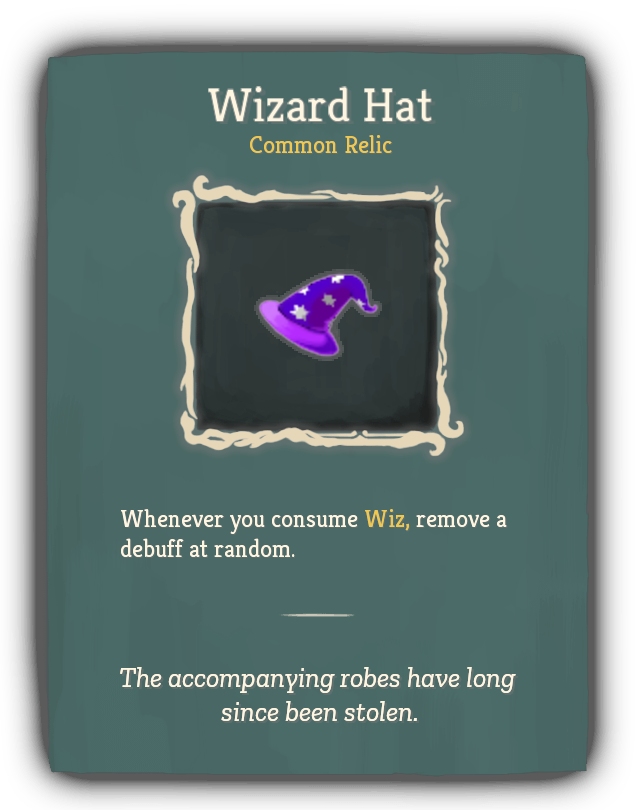 Wizard Hat
Common Relic
Whenever you consume Wiz, remove a
debuff at random.
The accompanying robes have long
since been stolen.